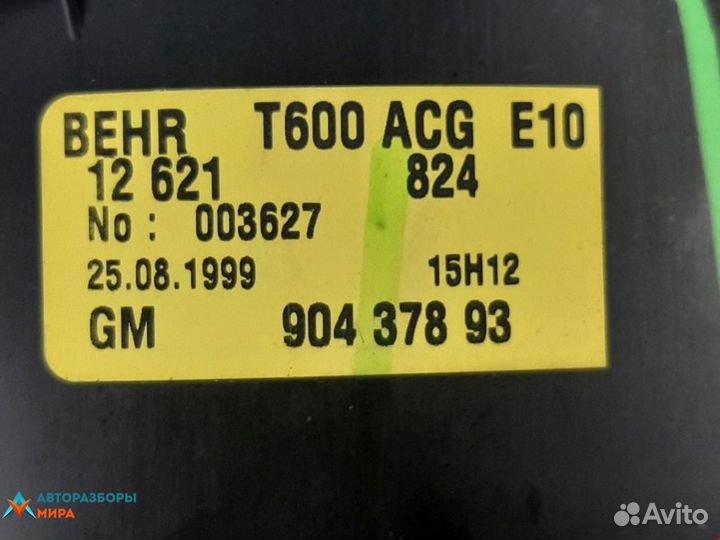 BEHR T600 ACG E10
12 621 824
No : 003627
25.08.1999 15H12
GM 904 378 93
АВТОРАЗБОРЫ
МИРА
Avito